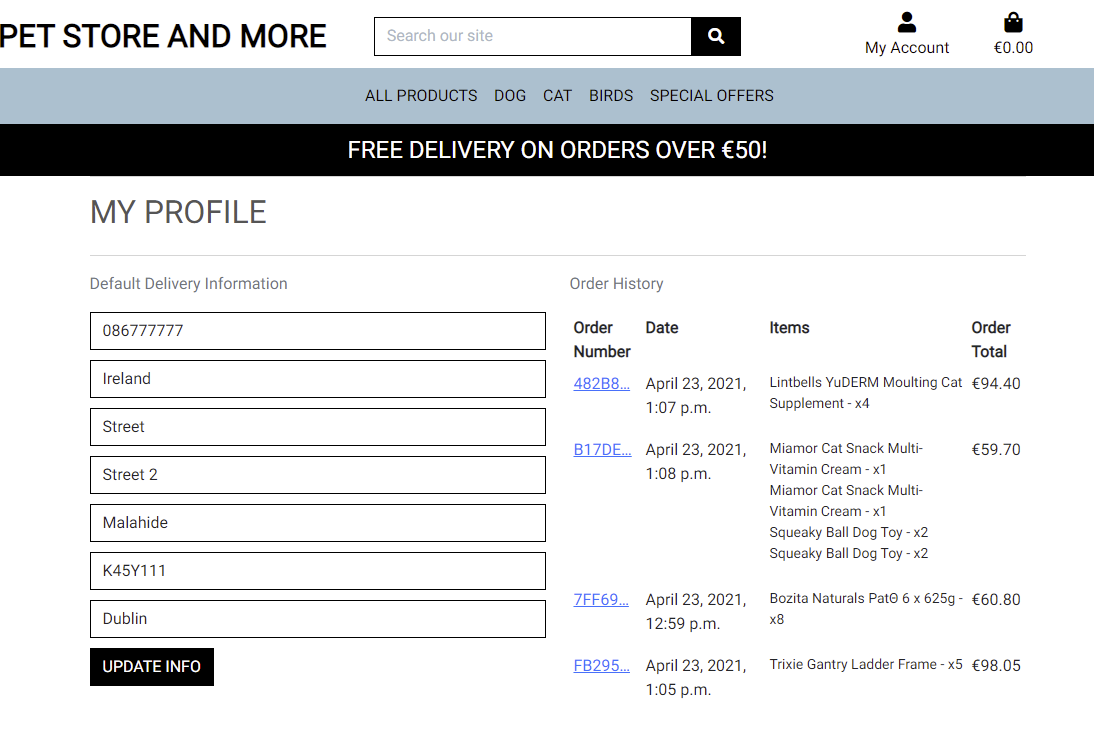 PET STORE AND MORE
Search our site
My Account
€0.00
ALL PRODUCTS DOG CAT BIRDS SPECIAL OFFERS
FREE DELIVERY ON ORDERS OVER €50!
MY PROFILE
Default Delivery Information
086777777
Ireland
Street
Street 2
Malahide
K45Y111
Dublin
UPDATE INFO
Order History
Order Number Date Items Order Total
482B8... April 23, 2021, Lintbells YuDERM Moulting Cat €94.40
1:07 p.m. Supplement - x4
B17DE... April 23, 2021, Miamor Cat Snack Multi- €59.70
1:08 p.m. Vitamin Cream - x1
Miamor Cat Snack Multi-
Vitamin Cream - x1
Squeaky Ball Dog Toy - x2
Squeaky Ball Dog Toy - x2
7FF69... April 23, 2021, Bozita Naturals PatΘ 6 x 625g - €60.80
12:59 p.m. x8
FB295... April 23, 2021, Trixie Gantry Ladder Frame - x5 €98.05
1:05 p.m.